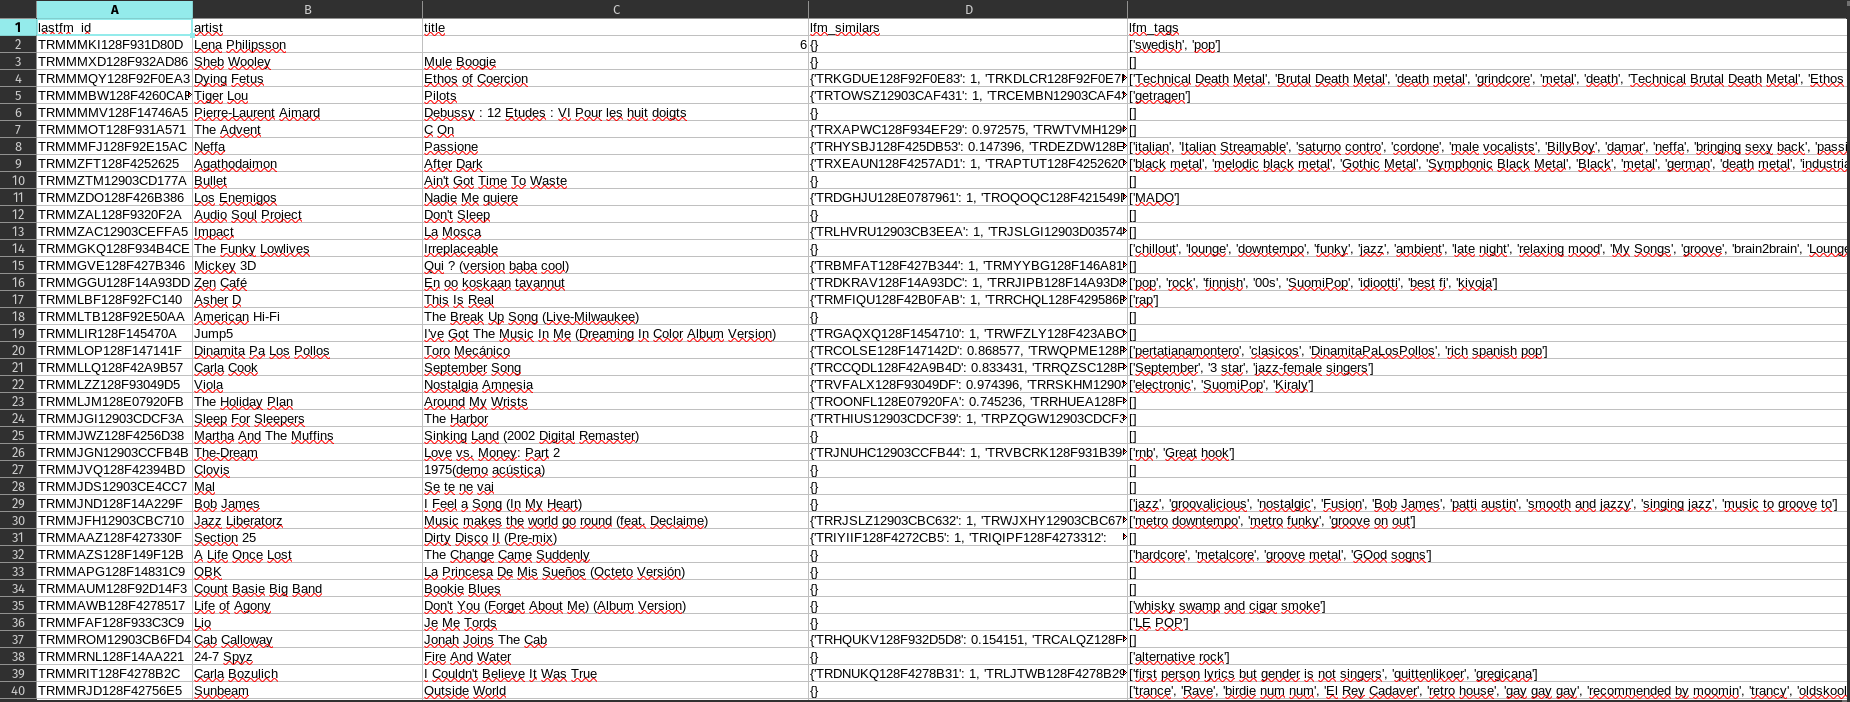 A B C D
1 lastfm_id artist title lfm_similars lfm_tags
2 TRMMMKI128F931D80D Lena Philipsson 6 {} ['swedish', 'pop']
3 TRMMMXD128F932AD86 Sheb Wooley Mule Boogie {} []
4 TRMMMQY128F92F0EA3 Dying Fetus Ethos of Coercion {'TRKGDUE128F92F0E83': 1, 'TRKDLCR128F92F0E7 ['Technical Death Metal', 'Brutal Death Metal', 'death metal', 'grindcore', 'metal', 'death', 'Technical Brutal Death Metal', 'Ethos
5 TRMMMBW128F4260CAE Tiger Lou Pilots {'TRTOWSZ12903CAF431': 1, 'TRCEMBN12903CAF4 ['getragen']
6 TRMMMMV128F14746A5 Pierre-Laurent Aimard Debussy : 12 Etudes : VI Pour les huit doigts {} []
7 TRMMMOT128F931A571 The Advent C On {'TRXAPWC128F934EF29': 0.972575, 'TRWTVMH129 []
8 TRMMMFJ128F92E15AC Neffa Passione {'TRHYSBJ128F425DB53': 0.147396, 'TRDEZDW128E ['italian', 'Italian Streamable', 'saturno contro', 'cordone', 'male vocalists', 'BillyBoy', 'damar', 'neffa', 'bringing sexy back', 'passi
9 TRMMZFT128F4252625 Agathodaimon After Dark {'TRXEAUN128F4257AD1': 1, 'TRAPTUT128F4252620 ['black metal', 'melodic black metal', 'Gothic Metal', 'Symphonic Black Metal', 'Black', 'metal', 'german', 'death metal', 'industria
10 TRMMZTM12903CD177A Bullet Ain't Got Time To Waste {} []
11 TRMMZDO128F426B386 Los Enemigos Nadie Me quiere {'TRDGHJU128E0787961': 1, 'TROQOQC128F421549 ['MADO']
12 TRMMZAL128F9320F2A Audio Soul Project Don't Sleep {} []
13 TRMMZAC12903CEFFA5 Impact La Mosca {'TRLHVRU12903CB3EEA': 1, 'TRJSLGI12903D03574 []
14 TRMMGKQ128F934B4CE The Funky Lowlives Irreplaceable {} ['chillout', 'lounge', 'downtempo', 'funky', 'jazz', 'ambient', 'late night', 'relaxing mood', 'My Songs', 'groove', 'brain2brain', 'Lounge
15 TRMMGVE128F427B346 Mickey 3D Qui ? (version baba cool) {'TRBMFAT128F427B344': 1, 'TRMYYBG128F146A81 []
16 TRMMGGU128F14A93DD Zen Café En oo koskaan tavannut {'TRDKRAV128F14A93DC': 1, 'TRRJIPB128F14A93D ['pop', 'rock', 'finnish', '00s', 'SuomiPop', 'idiootti', 'best fi', 'kivoja']
17 TRMMLBF128F92FC140 Asher D This Is Real {'TRMFIQU128F42B0FAB': 1, 'TRRCHQL128F429586 ['rap']
18 TRMMLTB128F92E50AA American Hi-Fi The Break Up Song (Live-Milwaukee) {} []
19 TRMMLIR128F145470A Jump5 I've Got The Music In Me (Dreaming In Color Album Version) {'TRGAQXQ128F1454710': 1, 'TRWFZLY128F423ABC []
20 TRMMLOP128F147141F Dinamita Pa Los Pollos Toro Mecánico {'TRCOLSE128F147142D': 0.868577, 'TRWQPME128 ['pertatianamontero', 'clasicos', 'DinamitaPaLosPollos', 'rich spanish pop']
21 TRMMLLQ128F42A9B57 Carla Cook September Song {'TRCCQDL128F42A9B4D': 0.833431, 'TRRQZSC128F ['September', '3 star', 'jazz-female singers']
22 TRMMLZZ128F93049D5 Viola Nostalgia Amnesia {'TRVFALX128F93049DF': 0.974396, 'TRRSKHM1290 ['electronic', 'SuomiPop', 'Kiraly']
23 TRMMLJM128E07920FB The Holiday Plan Around My Wrists {'TROONFL128E07920FA': 0.745236, 'TRRHUEA128F []
24 TRMMJGI12903CDCF3A Sleep For Sleepers The Harbor {'TRTHIUS12903CDCF39': 1, 'TRPZQGW12903CDCF3 []
25 TRMMJWZ128F4256D38 Martha And The Muffins Sinking Land (2002 Digital Remaster) {} []
26 TRMMJGN12903CCFB4B The-Dream Love vs. Money: Part 2 {'TRJNUHC12903CCFB44': 1, 'TRVBCRK128F931B39 ['rnb', 'Great hook']
27 TRMMJVQ128F42394BD Clovis 1975(demo acústica) {} []
28 TRMMJDS12903CE4CC7 Mal Se te ne vai {} []
29 TRMMJND128F14A229F Bob James I Feel a Song (In My Heart) {} ['jazz', 'groovalicious', 'nostalgic', 'Fusion', 'Bob James', 'patti austin', 'smooth and jazzy', 'singing jazz', 'music to groove to']
30 TRMMJFH12903CBC710 Jazz Liberatorz Music makes the world go round (feat. Declaime) {'TRRJSLZ12903CBC632': 1, 'TRWJXHY12903CBC67 ['metro downtempo', 'metro funky', 'groove on out']
31 TRMMAAZ128F427330F Section 25 Dirty Disco II (Pre-mix) {'TRIYIIF128F4272CB5': 1, 'TRIQIPF128F4273312': []
32 TRMMAZS128F149F12B A Life Once Lost The Change Came Suddenly {} ['hardcore', 'metalcore', 'groove metal', 'GOod sogns']
33 TRMMAPG128F14831C9 OBK La Princesa De Mis Sueños (Octeto Versión) {} []
34 TRMMAUM128F92D14F3 Count Basie Big Band Bookie Blues {} []
35 TRMMAWB128F4278517 Life of Agony Don't You (Forget About Me) (Album Version) {} ['whisky swamp and cigar smoke']
36 TRMMFAF128F933C3C9 Lio Je Me Tords {} ['LE POP']
37 TRMMROM12903CB6FD4 Cab Calloway Jonah Joins The Cab {'TRHQUKV128F932D5D8': 0.154151, 'TRCALQZ128F []
38 TRMMRNL128F14AA221 24-7 Spyz Fire And Water {} ['alternative rock']
39 TRMMRIT128F4278B2C Carla Bozulich I Couldn't Believe It Was True {'TRDNUKQ128F4278B31': 1, 'TRLJTWB128F4278B29 ['first person lyrics but gender is not singers', 'quittenlikoer', 'gregicana']
40 TRMMRJD128F42756E5 Sunbeam Outside World {} ['trance', 'Rave', 'birdie num num', 'El Rey Cadaver', 'retro house', 'gay gay gay', 'recommended by moomin', 'trancy', 'oldskool